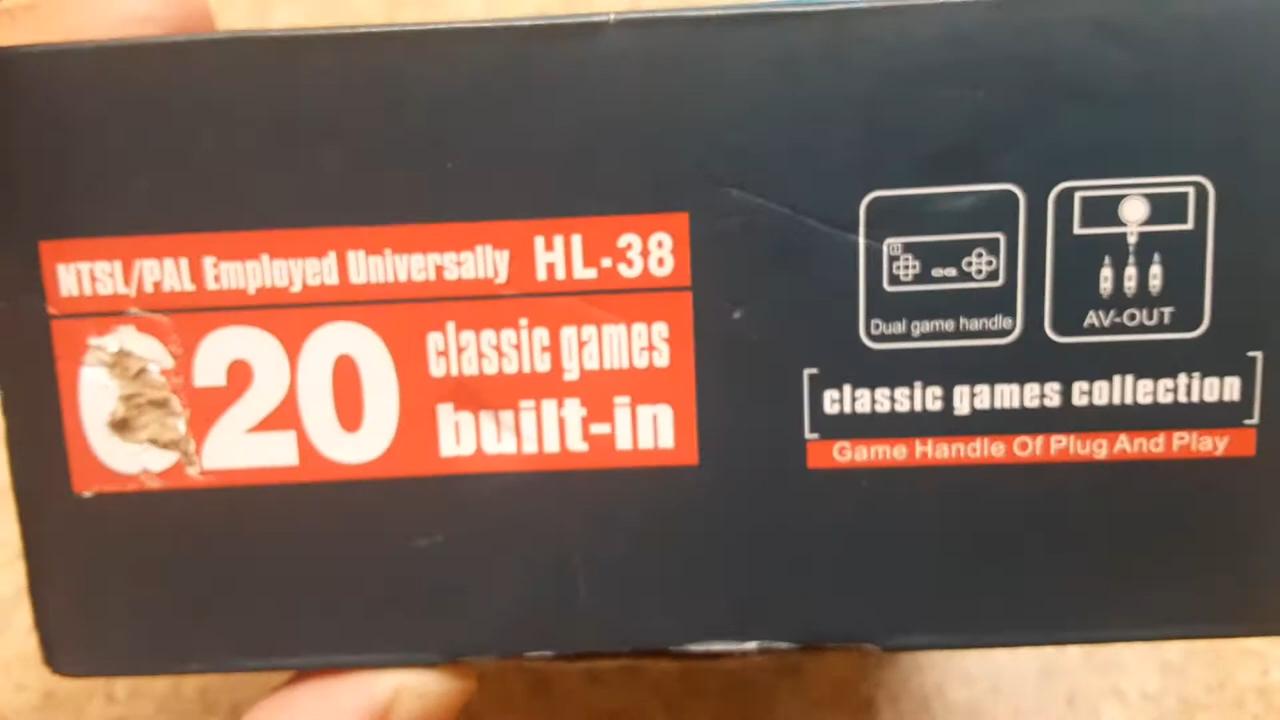 NTSL/PAL Employed Universally HL-38
620 classic games
built-in
Dual game handle
AV-OUT
[classic games collection]
Game Handle Of Plug And Play